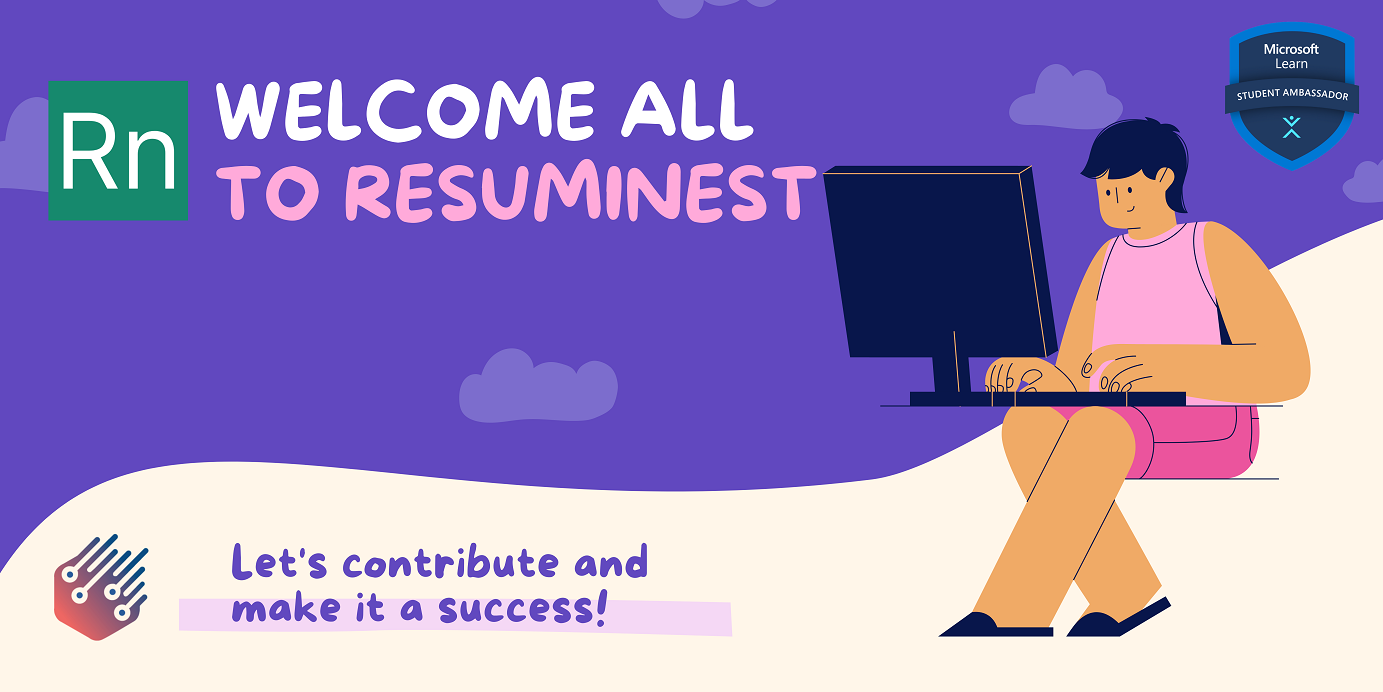 Rn
WELCOME ALL
TO RESUMINEST
Microsoft
Learn
STUDENT AMBASSADOR
Let's contribute and
make it a success!